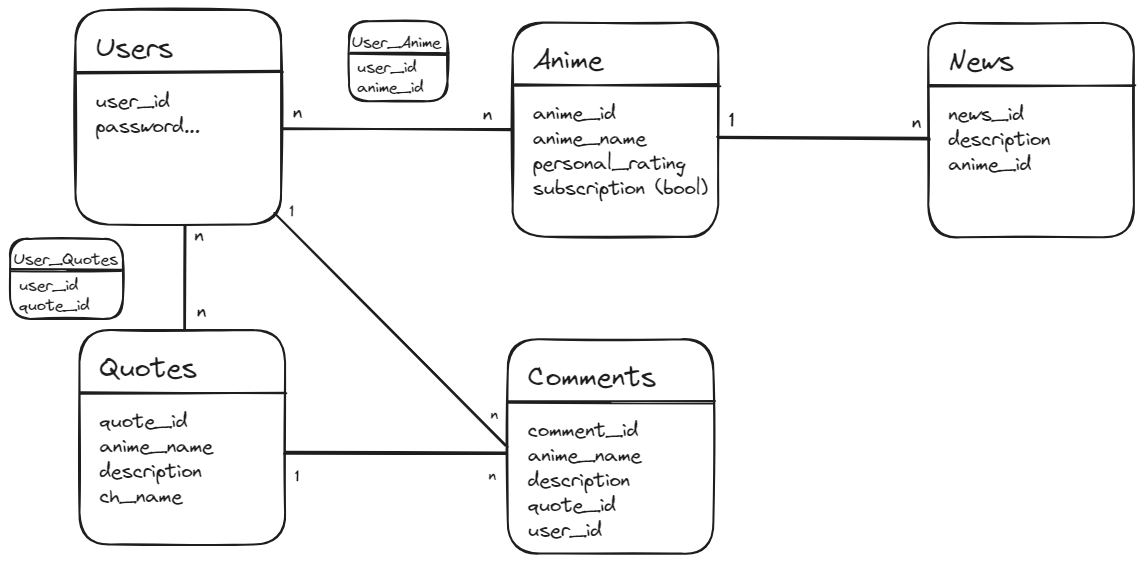 Users
user_id
password...
User_Anime
user_id
anime_id
n
n
Anime
anime_id
anime_name
personal_rating
subscription (bool)
1
n
News
news_id
description
anime_id
1
n
User_Quotes
user_id
quote_id
n
Quotes
quote_id
anime_name
description
ch_name
1
n
n
Comments
comment_id
anime_name
description
quote_id
user_id